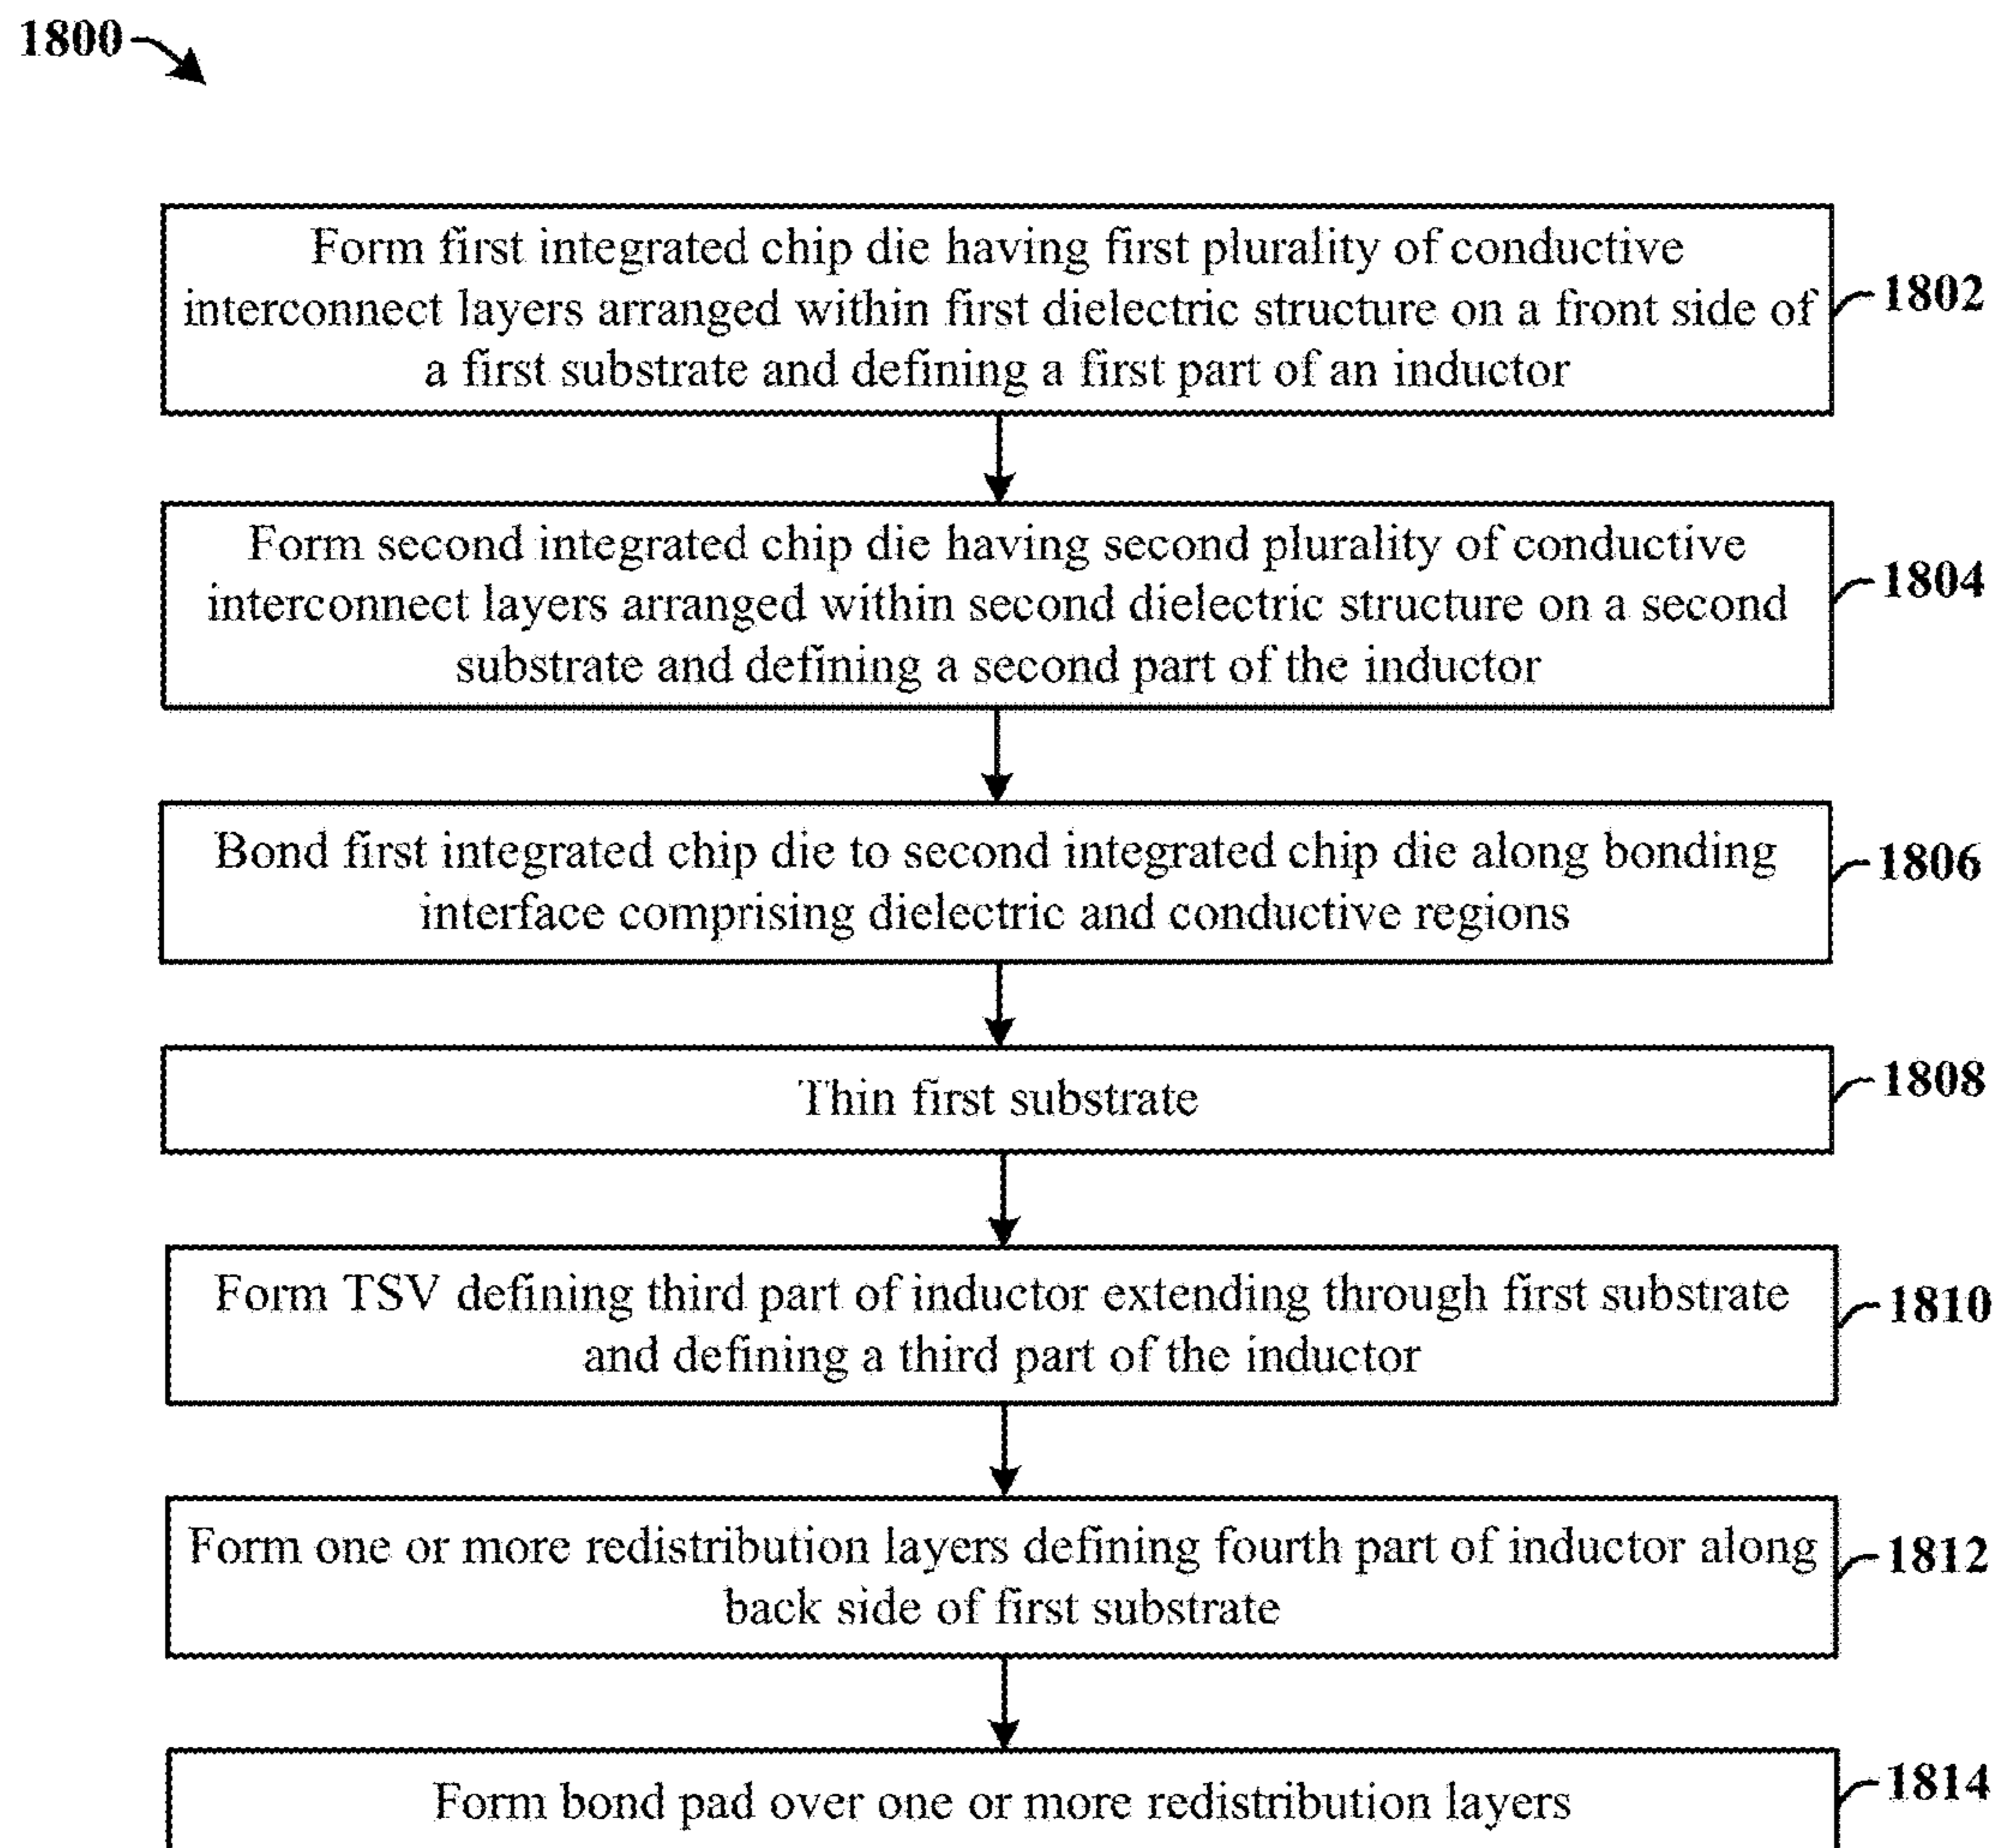 1800
Form first integrated chip die having first plurality of conductive
interconnect layers arranged within first dielectric structure on a front side of
a first substrate and defining a first part of an inductor
1802
Form second integrated chip die having second plurality of conductive
interconnect layers arranged within second dielectric structure on a second
substrate and defining a second part of the inductor
1804
Bond first integrated chip die to second integrated chip die along bonding
interface comprising dielectric and conductive regions
1806
Thin first substrate
1808
Form TSV defining third part of inductor extending through first substrate
and defining a third part of the inductor
1810
Form one or more redistribution layers defining fourth part of inductor along
back side of first substrate
1812
Form bond pad over one or more redistribution layers
1814